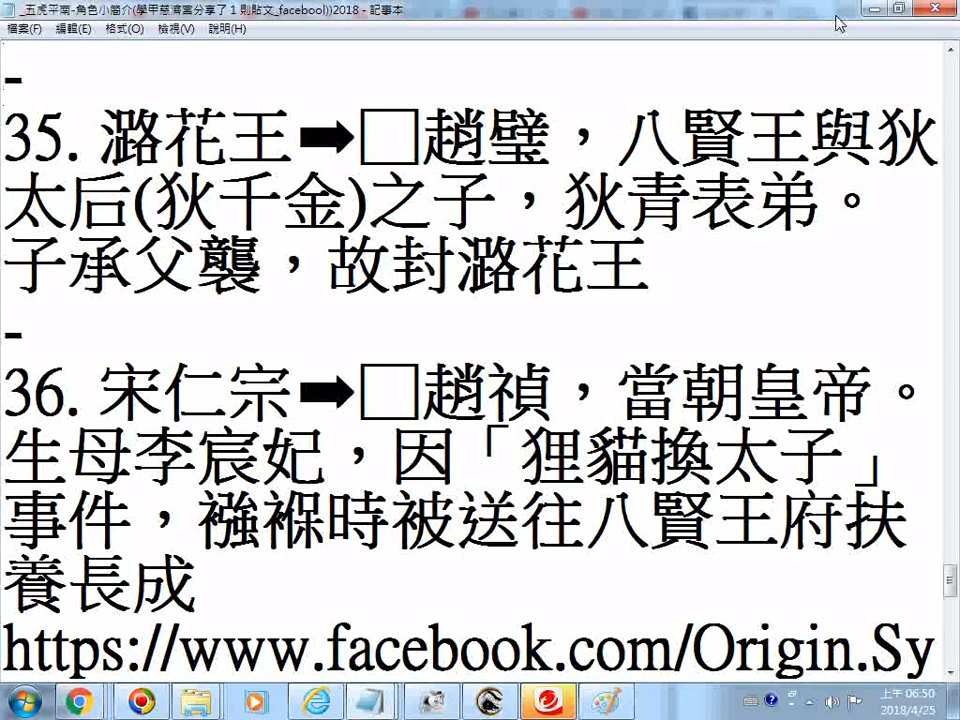 _五虎平南-角色小簡介(學甲慈濟宮分享了 1 則貼文_facebool))2018 - 記事本
檔案(F) 編輯(E) 格式(O) 檢視(V) 說明(H)
-
35. 潞花王➡□趙璧，八賢王與狄
太后(狄千金)之子，狄青表弟。
子承父襲，故封潞花王
-
36. 宋仁宗➡□趙禎，當朝皇帝。
生母李宸妃，因「狸貓換太子」
事件，襁褓時被送往八賢王府扶
養長成
https://www.facebook.com/Origin.Sy
上午 06:50
2018/4/25